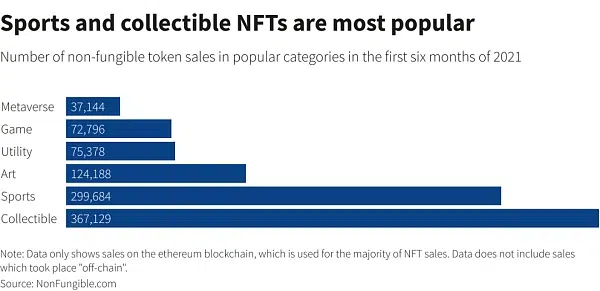 Sports and collectible NFTs are most popular
Number of non-fungible token sales in popular categories in the first six months of 2021
Metaverse 37,144
Game 72,796
Utility 75,378
Art 124,188
Sports 299,684
Collectible 367,129
Note: Data only shows sales on the ethereum blockchain, which is used for the majority of NFT sales. Data does not include sales
which took place "off-chain".
Source: NonFungible.com